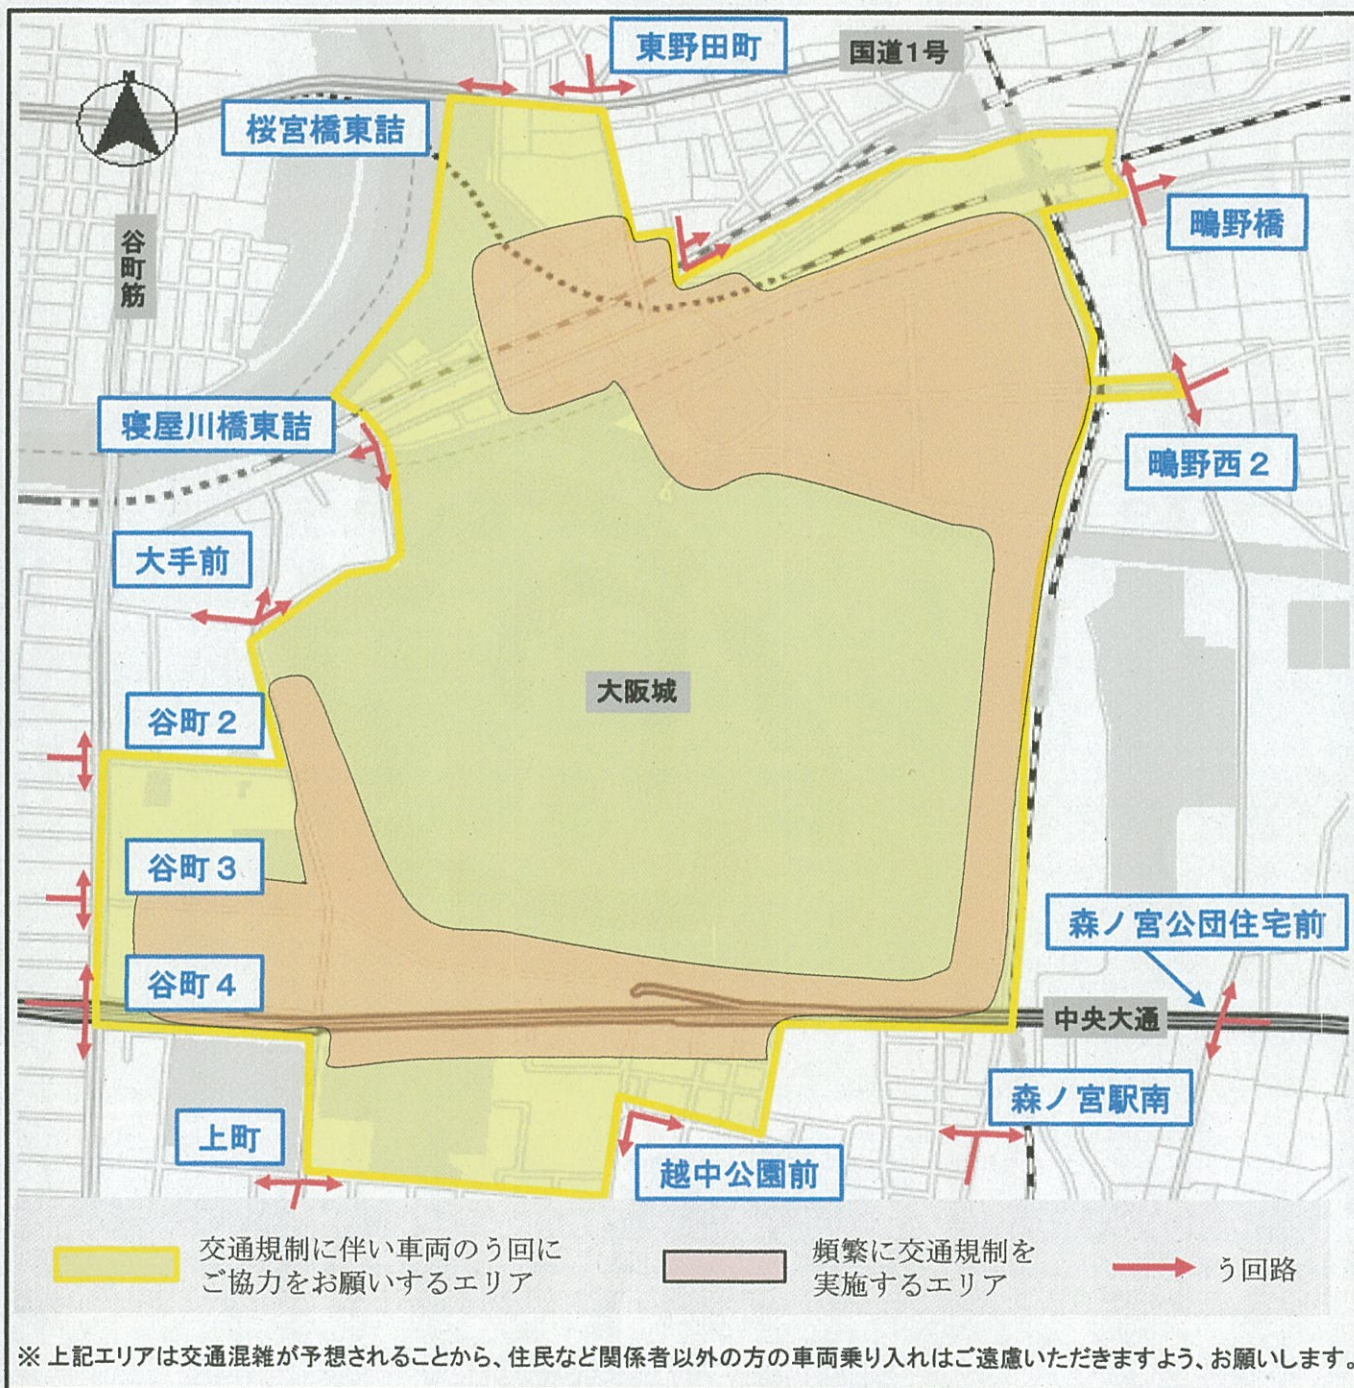 東野田町
国道1号
N
桜宮橋東詰
鴫野橋
谷町筋
寝屋川橋東詰
鴫野西2
大手前
大阪城
谷町2
谷町3
森ノ宮公団住宅前
谷町4
中央大通
森ノ宮駅南
上町
越中公園前
交通規制に伴い車両のう回に
ご協力をお願いするエリア
頻繁に交通規制を
実施するエリア
う回路
※ 上記エリアは交通混雑が予想されることから、住民など関係者以外の方の車両乗り入れはご遠慮いただきますよう、お願いします。